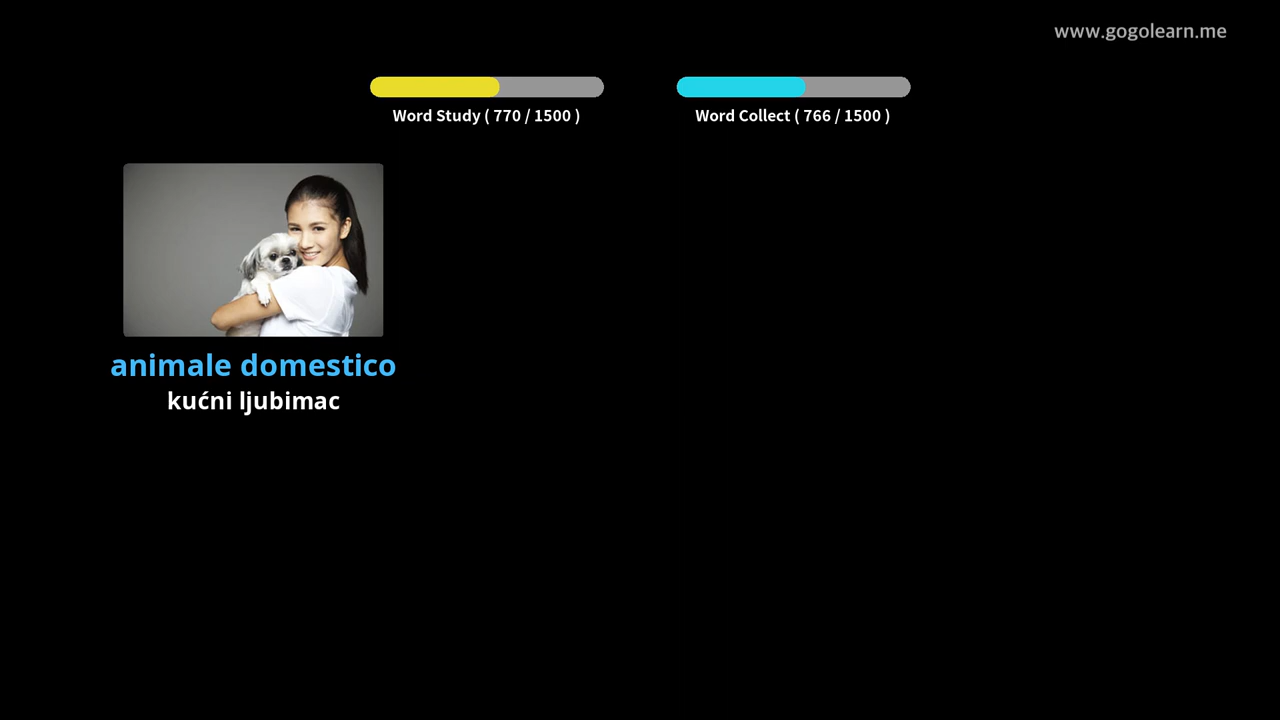 www.gogolearn.me
Word Study ( 770 / 1500 )
Word Collect ( 766 / 1500 )
animale domestico
kućni ljubimac